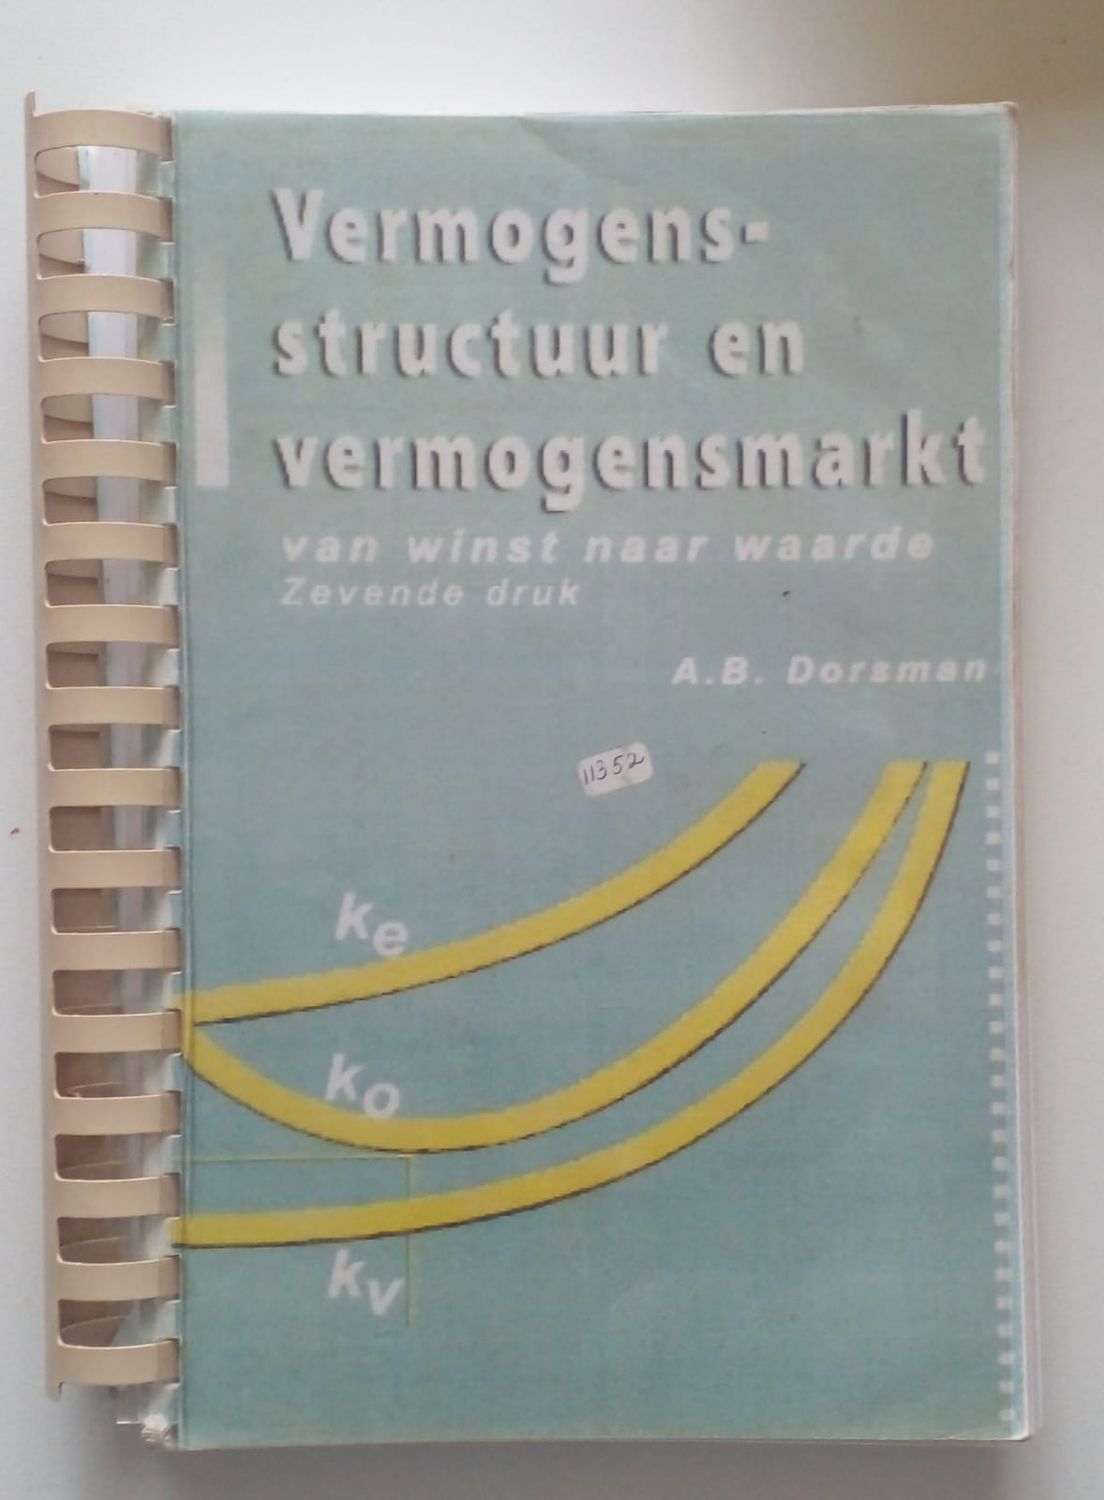 Vermogens-
structuur en
vermogensmarkt
van winst naar waarde
Zevende druk
A.B. Dorsman
11352
ke
ko
kv